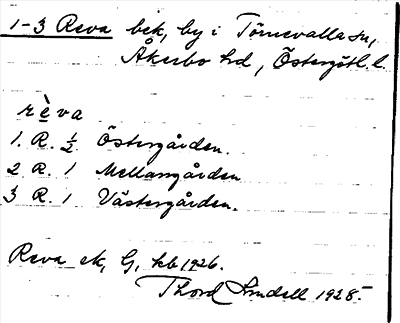 1-3 Reva bek, by i Törnevalla sn,
Åkerbo hd, Östergötl. l.
rèva
1. R. 1/2 Östergården.
2 R. 1 Mellangården
3 R. 1 Västergården.
Reva ek, G, kb 1926.
Thord Lindell 1928.